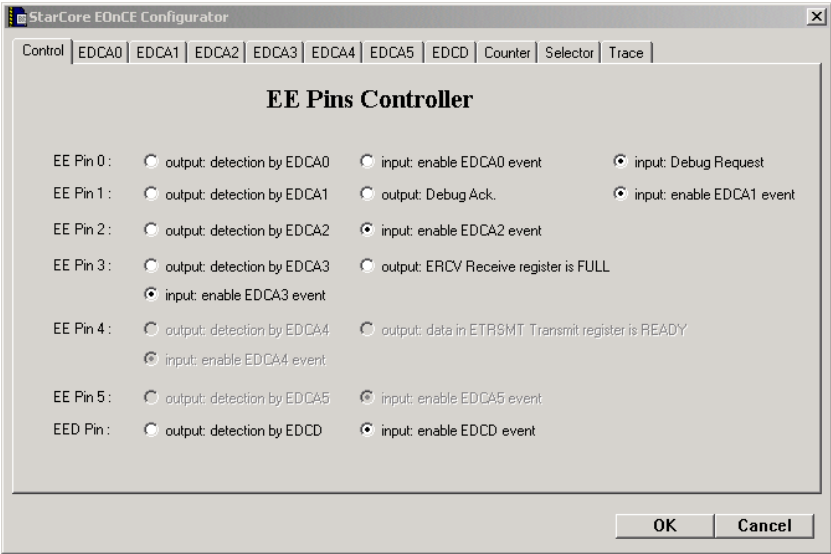 StarCore EOnCE Configurator
Control EDCA0 EDCA1 EDCA2 EDCA3 EDCA4 EDCA5 EDCD Counter Selector Trace
EE Pins Controller
EE Pin 0 : output: detection by EDCA0 input: enable EDCA0 event input: Debug Request
EE Pin 1 : output: detection by EDCA1 output: Debug Ack. input: enable EDCA1 event
EE Pin 2 : output: detection by EDCA2 input: enable EDCA2 event
EE Pin 3 : output: detection by EDCA3 output: ERCV Receive register is FULL
input: enable EDCA3 event
EE Pin 4 : output: detection by EDCA4 output: data in ETRSMT Transmit register is READY
input: enable EDCA4 event
EE Pin 5 : output: detection by EDCA5 input: enable EDCA5 event
EED Pin : output: detection by EDCD input: enable EDCD event
OK Cancel